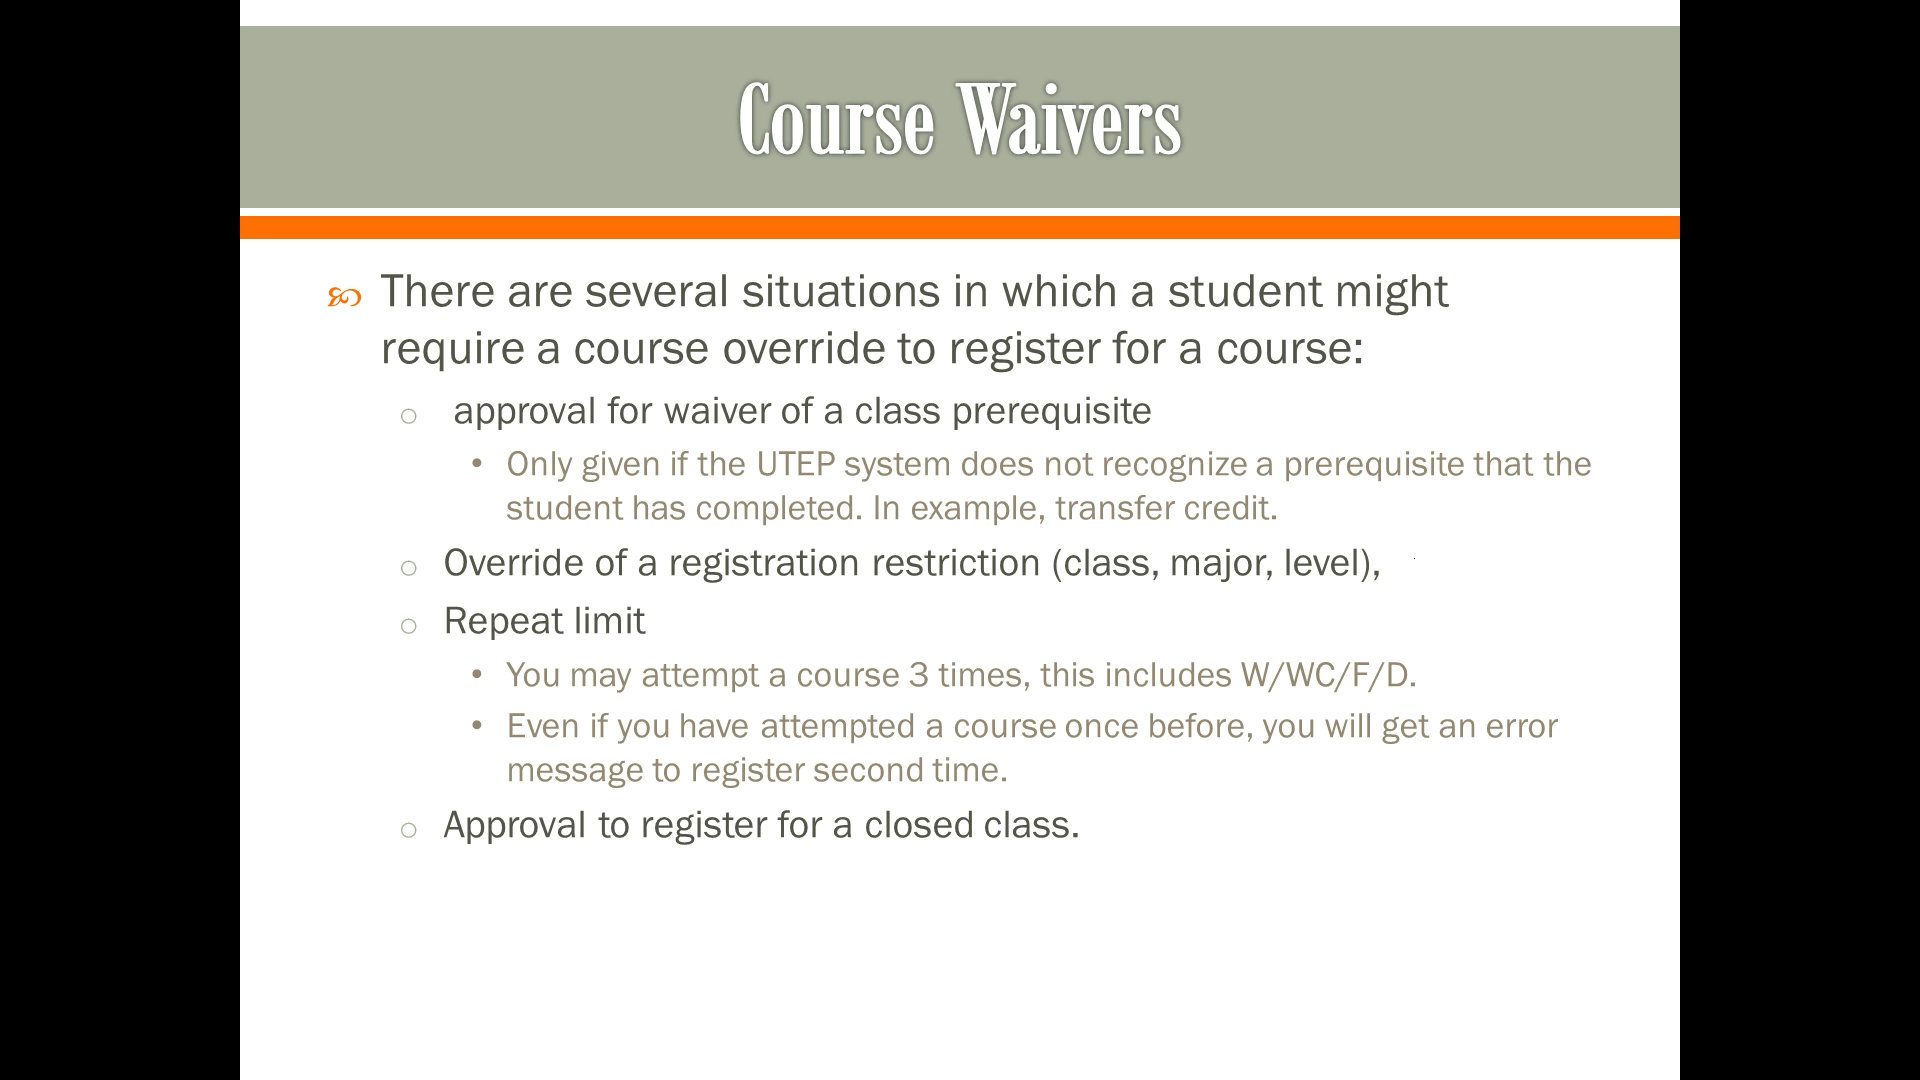 Course Waivers
There are several situations in which a student might
require a course override to register for a course:
approval for waiver of a class prerequisite
Only given if the UTEP system does not recognize a prerequisite that the
student has completed. In example, transfer credit.
Override of a registration restriction (class, major, level),
Repeat limit
You may attempt a course 3 times, this includes W/WC/F/D.
Even if you have attempted a course once before, you will get an error
message to register second time.
Approval to register for a closed class.